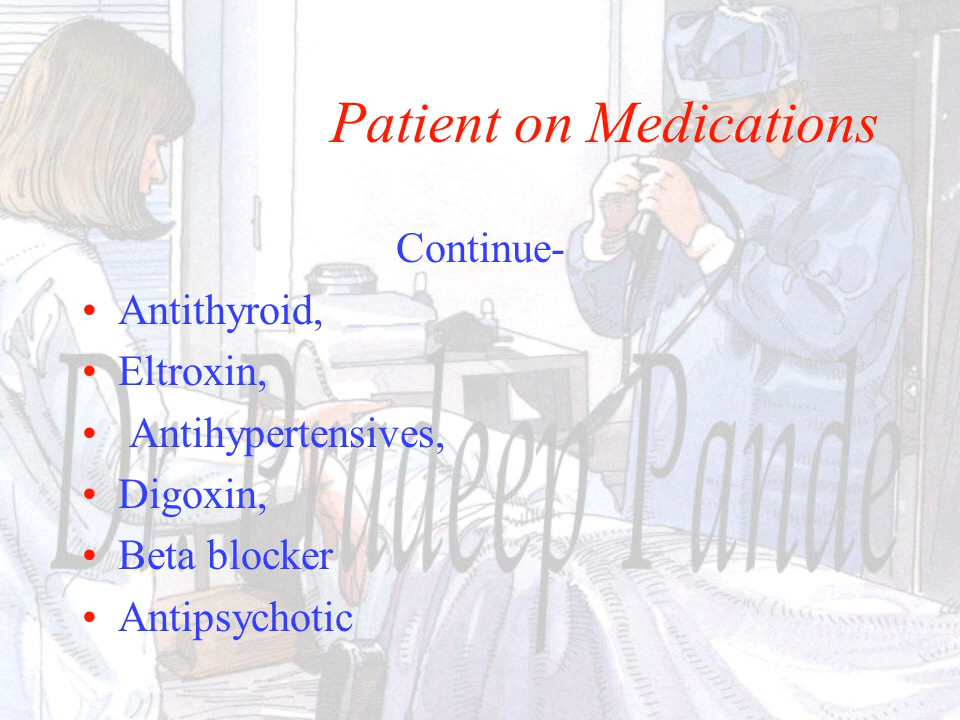 Patient on Medications
Continue-
• Antithyroid,
• Eltroxin,
• Antihypertensives,
• Digoxin,
• Beta blocker
• Antipsychotic
Dr Pradeep Pande